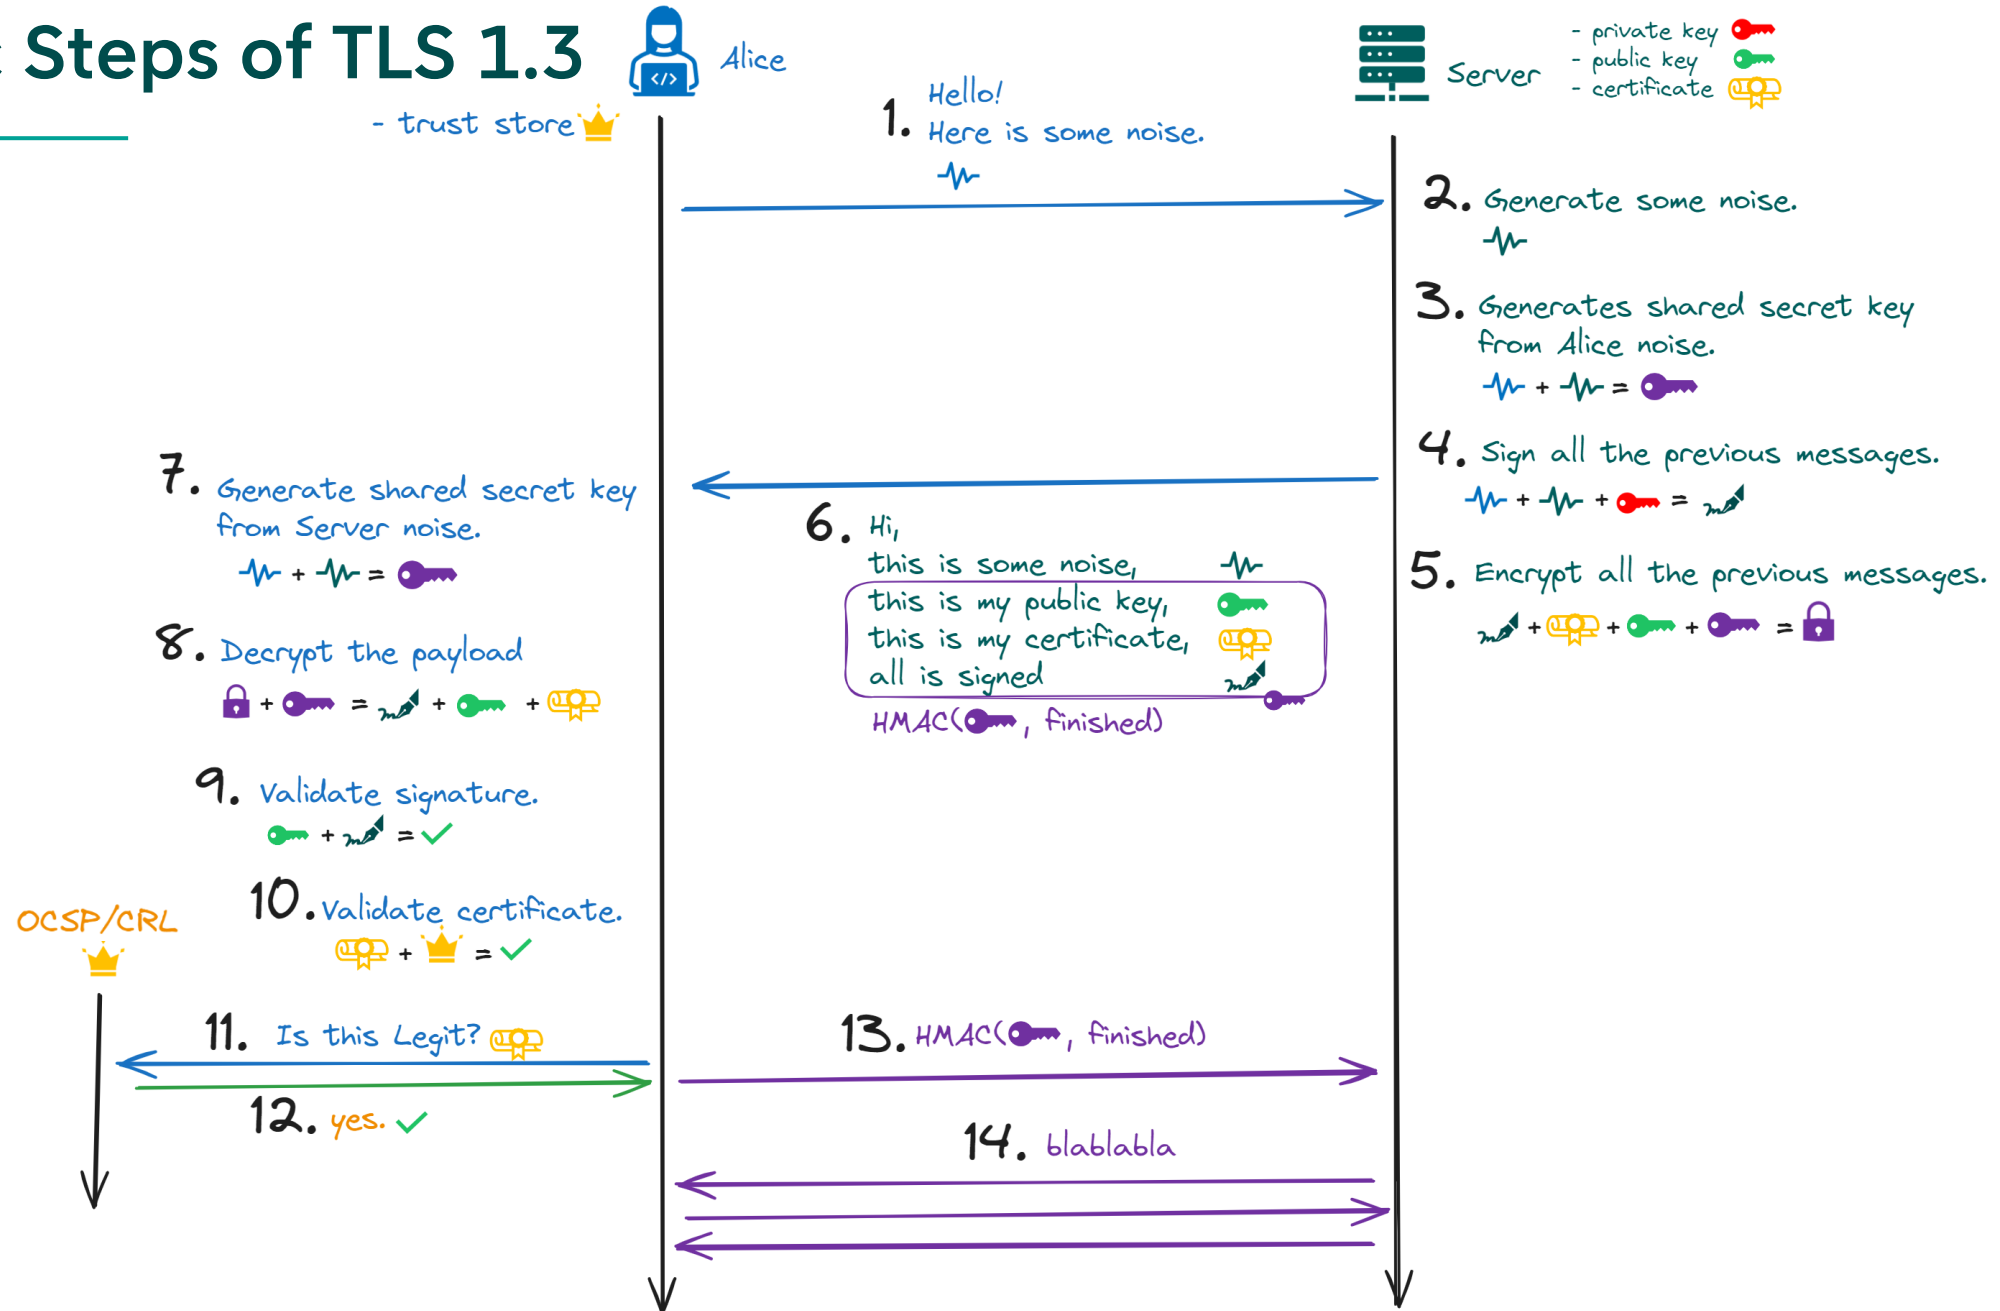 Steps of TLS 1.3
Alice
- trust store
Server
- private key
- public key
- certificate
1. Hello!
Here is some noise.
2. Generate some noise.
3. Generates shared secret key
from Alice noise.
+ =
4. Sign all the previous messages.
+ + =
5. Encrypt all the previous messages.
+ + + =
6. Hi,
this is some noise,
this is my public key,
this is my certificate,
all is signed
HMAC( , finished)
7. Generate shared secret key
from Server noise.
+ =
8. Decrypt the payload
+ = + +
9. Validate signature.
+ =
10. Validate certificate.
+ =
OCSP/CRL
11. Is this Legit?
12. yes.
13. HMAC( , finished)
14. blablabla